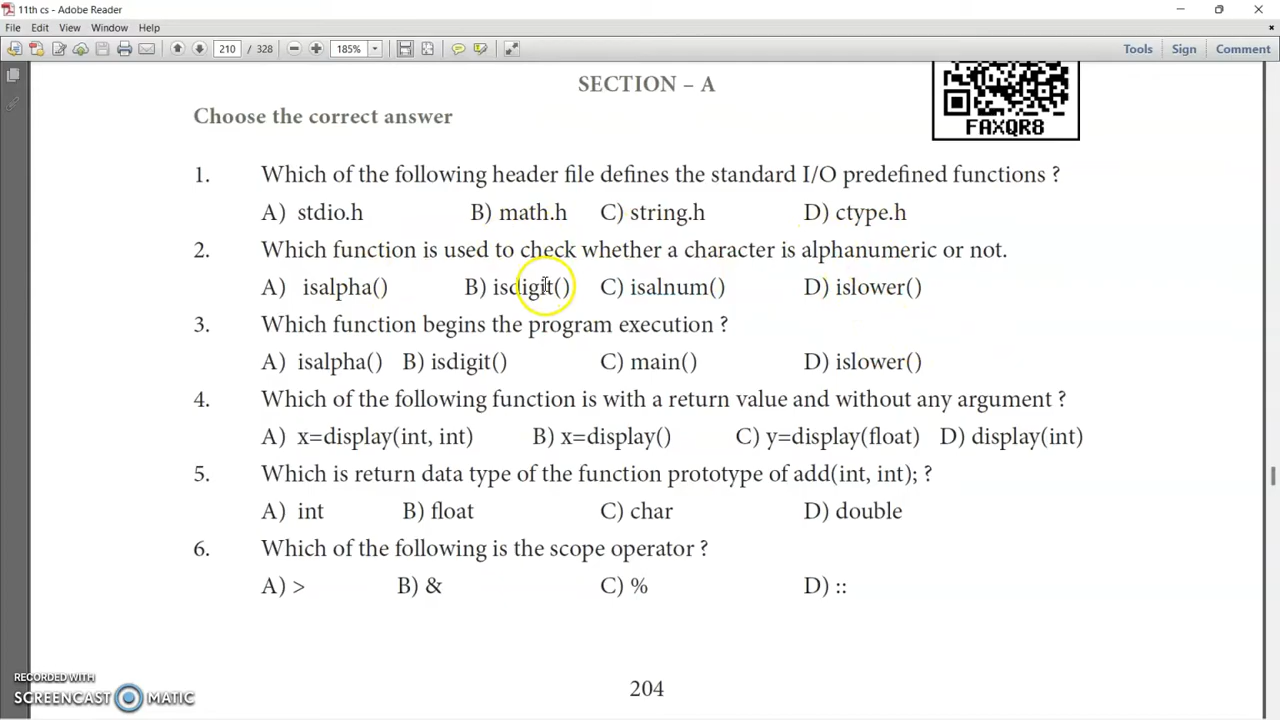 11th cs - Adobe Reader
File Edit View Window Help
210 / 328 185% Tools Sign Comment
SECTION – A
FAXQR8
Choose the correct answer
1. Which of the following header file defines the standard I/O predefined functions ?
A) stdio.h B) math.h C) string.h D) ctype.h
2. Which function is used to check whether a character is alphanumeric or not.
A) isalpha() B) isdigit() C) isalnum() D) islower()
3. Which function begins the program execution ?
A) isalpha() B) isdigit() C) main() D) islower()
4. Which of the following function is with a return value and without any argument ?
A) x=display(int, int) B) x=display() C) y=display(float) D) display(int)
5. Which is return data type of the function prototype of add(int, int); ?
A) int B) float C) char D) double
6. Which of the following is the scope operator ?
A) > B) & C) % D) ::
204
RECORDED WITH
SCREENCAST MATIC